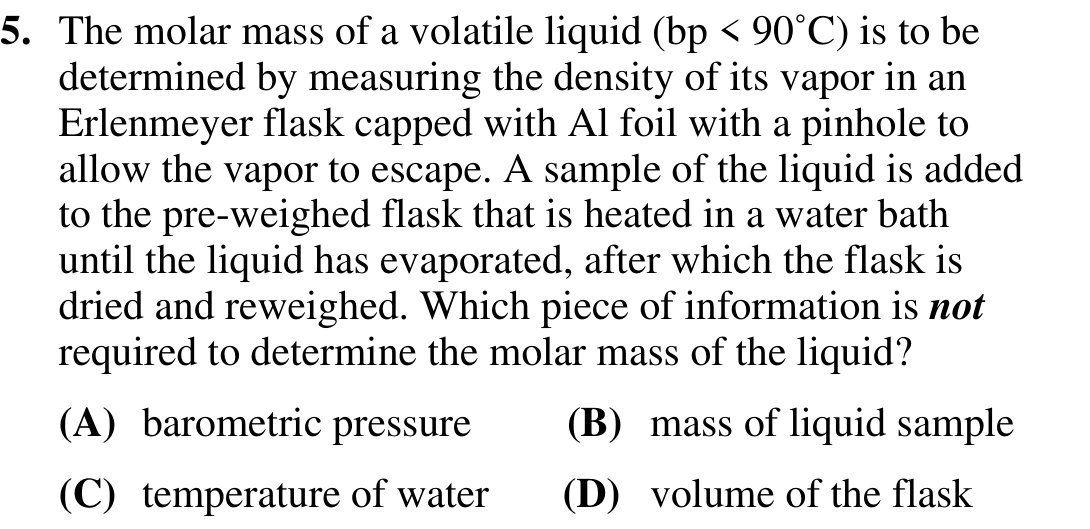 5. The molar mass of a volatile liquid (bp < 90˚C) is to be
determined by measuring the density of its vapor in an
Erlenmeyer flask capped with Al foil with a pinhole to
allow the vapor to escape. A sample of the liquid is added
to the pre-weighed flask that is heated in a water bath
until the liquid has evaporated, after which the flask is
dried and reweighed. Which piece of information is not
required to determine the molar mass of the liquid?
(A) barometric pressure (B) mass of liquid sample
(C) temperature of water (D) volume of the flask